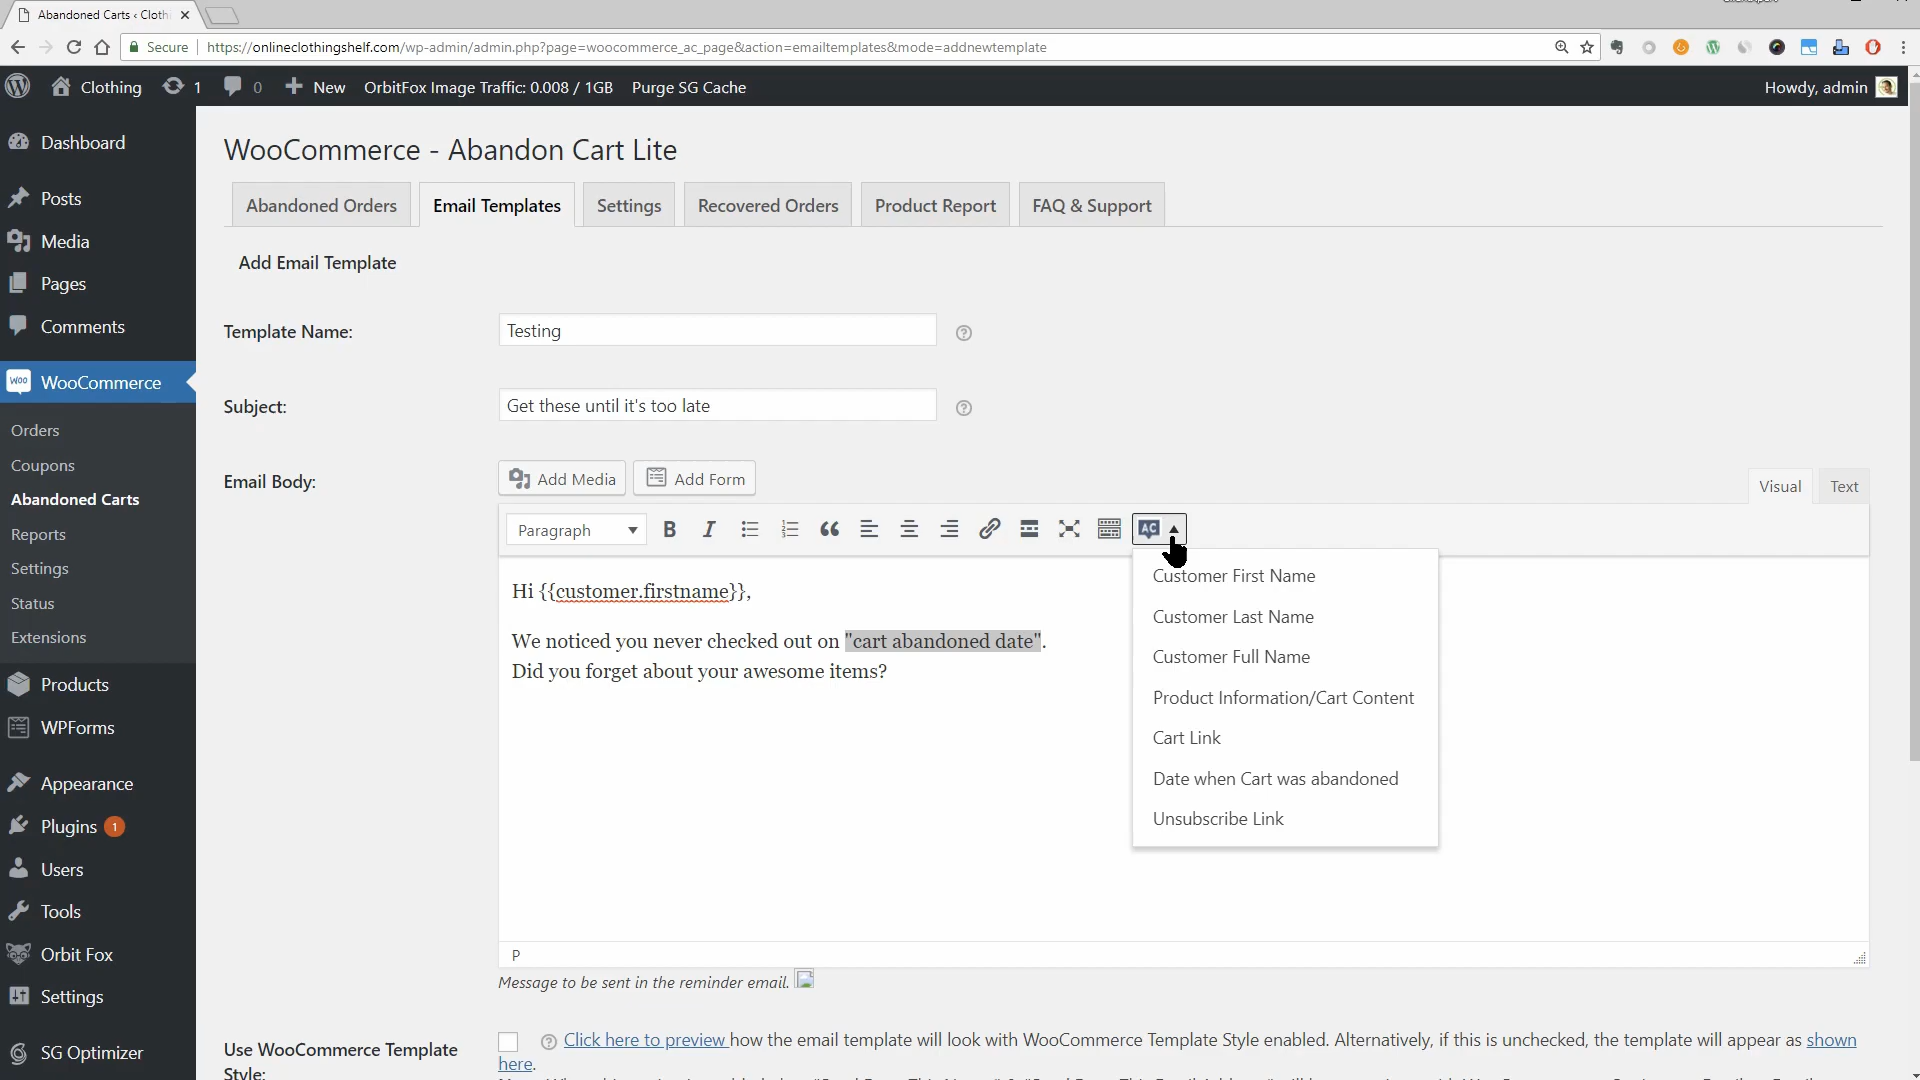 Abandoned Carts ‹ Cloth
Secure https://onlineclothingshelf.com/wp-admin/admin.php?page=woocommerce_ac_page&action=emailtemplates&mode=addnewtemplate
Clothing 1 0 New OrbitFox Image Traffic: 0.008 / 1GB Purge SG Cache Howdy, admin
Dashboard
Posts
Media
Pages
Comments
WooCommerce
Orders
Coupons
Abandoned Carts
Reports
Settings
Status
Extensions
Products
WPForms
Appearance
Plugins 1
Users
Tools
Orbit Fox
Settings
SG Optimizer
WooCommerce - Abandon Cart Lite
Abandoned Orders Email Templates Settings Recovered Orders Product Report FAQ & Support
Add Email Template
Template Name: Testing
Subject: Get these until it's too late
Email Body: Add Media Add Form Visual Text
Paragraph B I AC
Hi {{customer.firstname}},
We noticed you never checked out on "cart abandoned date".
Did you forget about your awesome items?
Customer First Name
Customer Last Name
Customer Full Name
Product Information/Cart Content
Cart Link
Date when Cart was abandoned
Unsubscribe Link
P
Message to be sent in the reminder email.
Use WooCommerce Template
Style:
Click here to preview how the email template will look with WooCommerce Template Style enabled. Alternatively, if this is unchecked, the template will appear as shown
here.